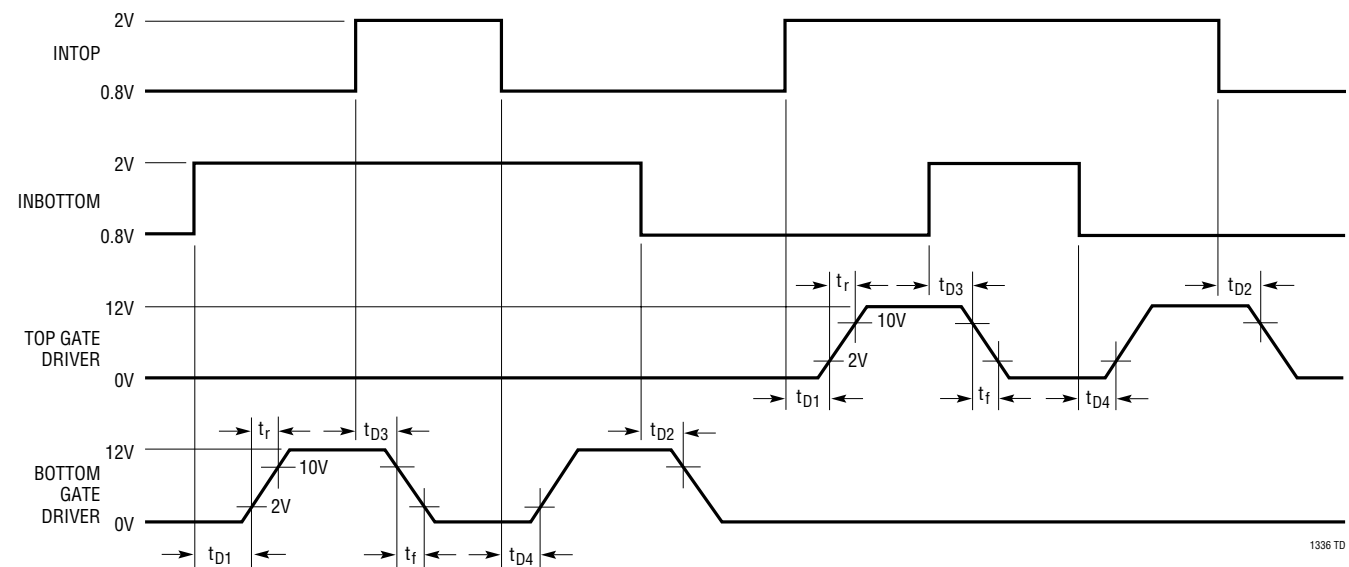 2V
INTOP
0.8V
2V
INBOTTOM
0.8V
tr
tD3
tD2
12V
10V
TOP GATE
DRIVER
2V
0V
tD1
tf
tD4
tr
tD3
tD2
12V
10V
BOTTOM
GATE
DRIVER
2V
0V
tD1
tf
tD4
1336 TD